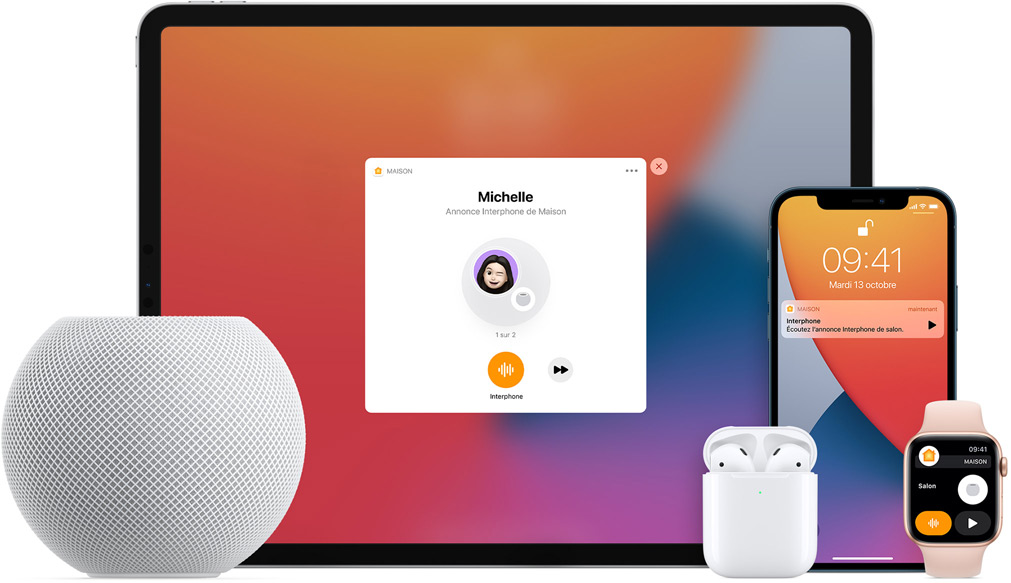 MAISON
Michelle
Annonce Interphone de Maison
1 sur 2
Interphone
09:41
Mardi 13 octobre
MAISON
maintenant
Interphone
Écoutez l'annonce Interphone de salon.
09:41
MAISON
Salon